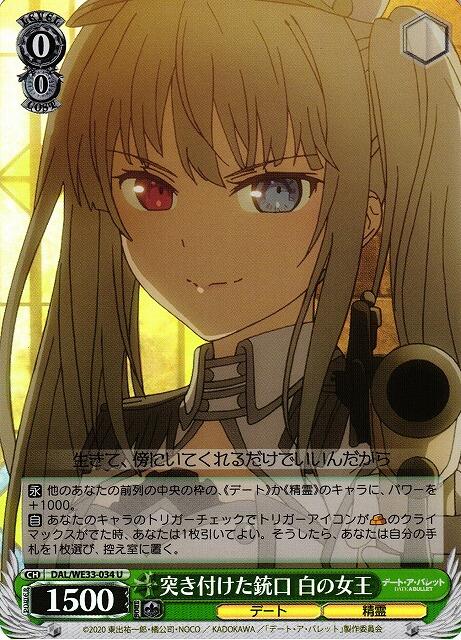 LEVEL
0
0
COST
生きて、傍にいてくれるだけでいいんだから
永 他のあなたの前列の中央の枠の、《デート》か《精霊》のキャラに、パワーを
+1000。
自 あなたのキャラのトリガーチェックでトリガーアイコンが
のクライ
マックスがでた時、あなたは1枚引いてよい。そうしたら、あなたは自分の手
札を1枚選び、控え室に置く。
GH DAL/WE33-034 U
POWER
1500
突き付けた銃口 白の女王
デート・ア・バレット
DATE A BULLET
デート
精霊
©2020 東出祐一郎・橘公司・NOCO ／ KADOKAWA ／「デート・ア・バレット」製作委員会